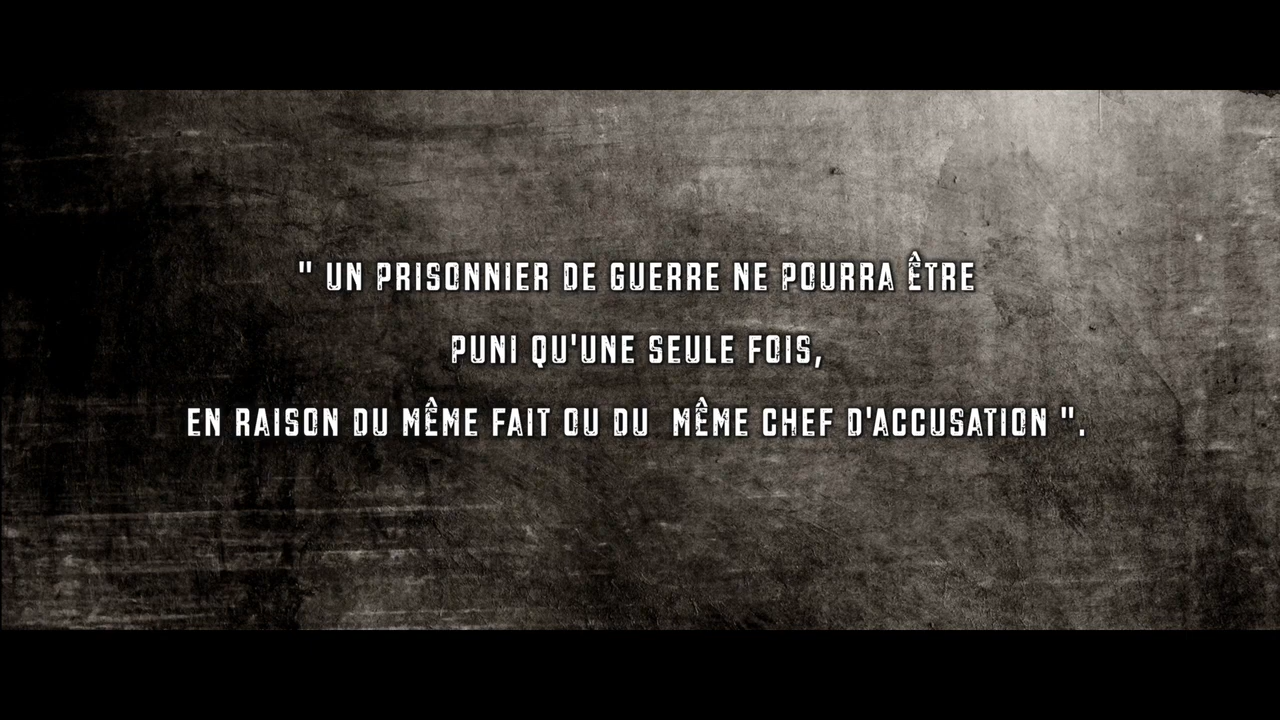 " UN PRISONNIER DE GUERRE NE POURRA ÊTRE
PUNI QU'UNE SEULE FOIS,
EN RAISON DU MÊME FAIT OU DU  MÊME CHEF D'ACCUSATION ".